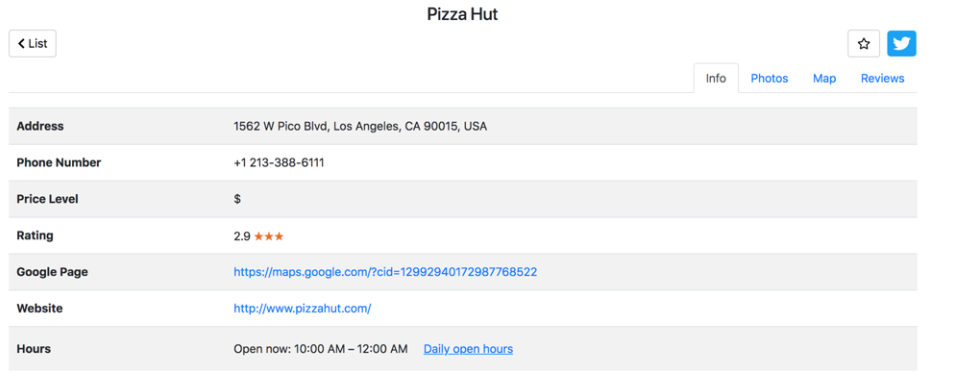 Pizza Hut
List
Info Photos Map Reviews
Address 1562 W Pico Blvd, Los Angeles, CA 90015, USA
Phone Number +1 213-388-6111
Price Level $
Rating 2.9 ★★★
Google Page https://maps.google.com/?cid=12992940172987768522
Website http://www.pizzahut.com/
Hours Open now: 10:00 AM – 12:00 AM Daily open hours